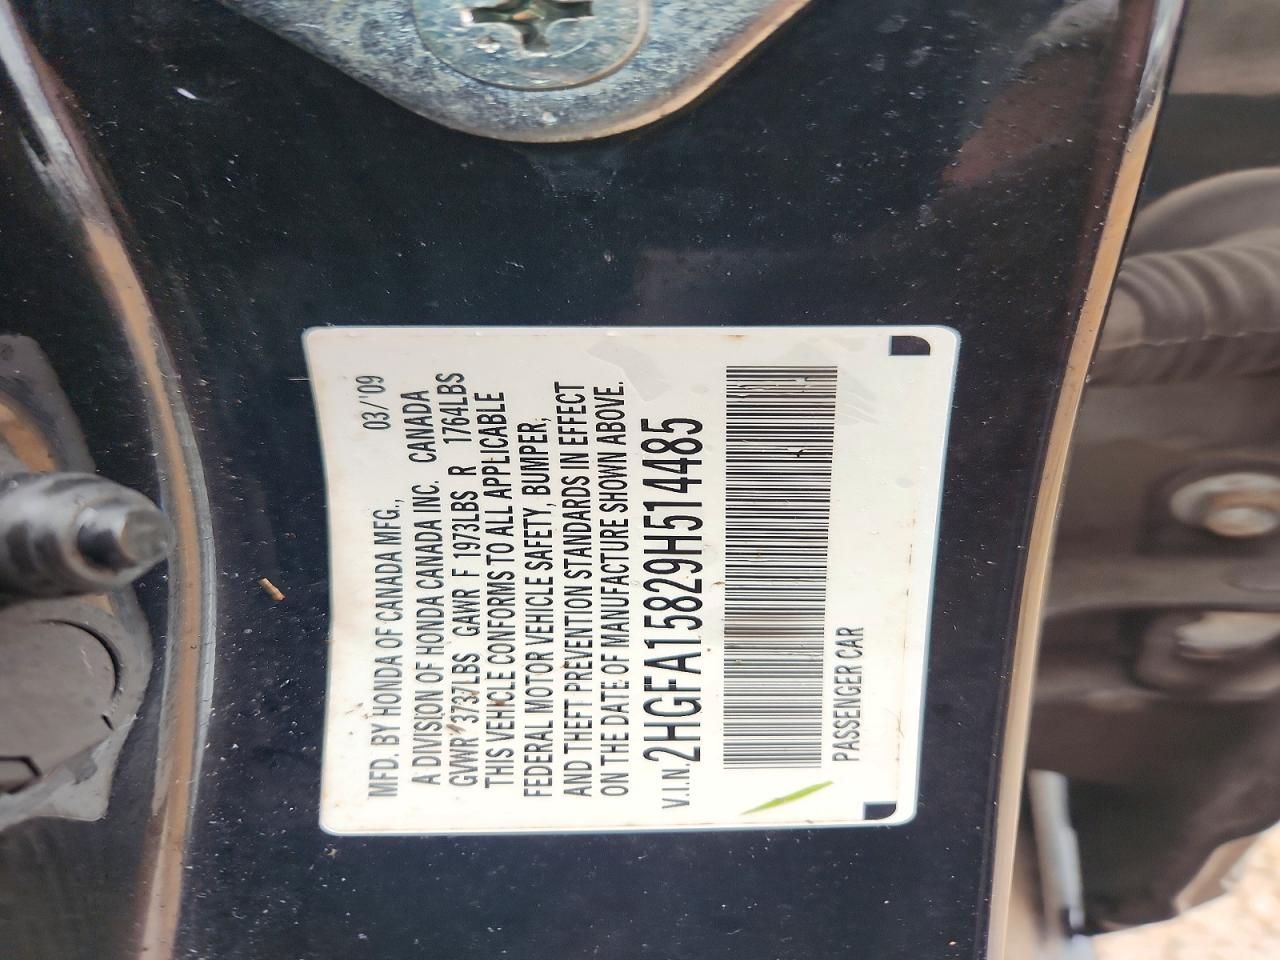 MFD. BY HONDA OF CANADA MFG., 03/'09
A DIVISION OF HONDA CANADA INC. CANADA
GVWR 3737LBS GAWR F 1973LBS R 1764LBS
THIS VEHICLE CONFORMS TO ALL APPLICABLE
FEDERAL MOTOR VEHICLE SAFETY, BUMPER,
AND THEFT PREVENTION STANDARDS IN EFFECT
ON THE DATE OF MANUFACTURE SHOWN ABOVE.
V.I.N. 2HGFA15829H514485
PASSENGER CAR